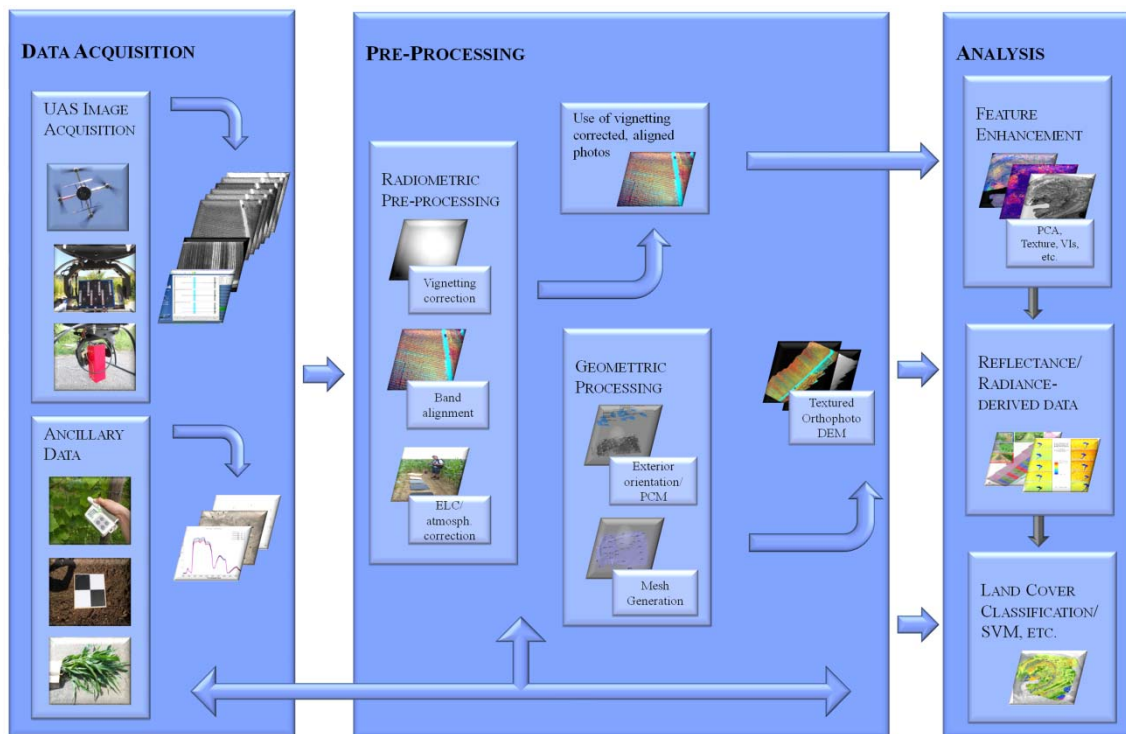 DATA ACQUISITION
UAS IMAGE
ACQUISITION
ANCILLARY
DATA
PRE-PROCESSING
RADIOMETRIC
PRE-PROCESSING
Vignetting
correction
Band
alignment
ELC/
atmosph.
correction
Use of vignetting
corrected, aligned
photos
GEOMETTRIC
PROCESSING
Exterior
orientation/
PCM
Mesh
Generation
Textured
Orthophoto
DEM
ANALYSIS
FEATURE
ENHANCEMENT
PCA,
Texture, VIs,
etc.
REFLECTANCE/
RADIANCE-
DERIVED DATA
LAND COVER
CLASSIFICATION/
SVM, ETC.